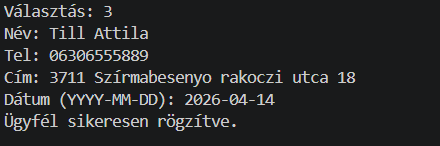 Választás: 3
Név: Till Attila
Tel: 06306555889
Cím: 3711 Szírmabesenyo rakoczi utca 18
Dátum (YYYY-MM-DD): 2026-04-14
Ügyfél sikeresen rögzítve.